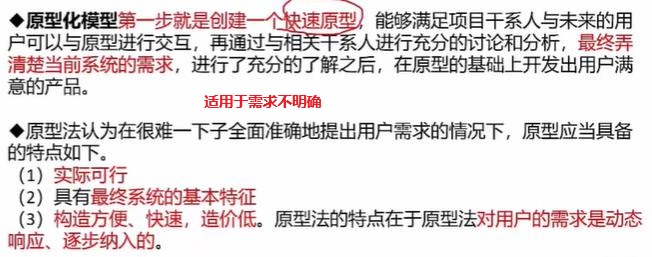 ◆原型化模型第一步就是创建一个快速原型，能够满足项目干系人与未来的用
户可以与原型进行交互，再通过与相关干系人进行充分的讨论和分析，最终弄
清楚当前系统的需求，进行了充分的了解之后，在原型的基础上开发出用户满
意的产品。
适用于需求不明确
◆原型法认为在很难一下子全面准确地提出用户需求的情况下，原型应当具备
的特点如下。
（1）实际可行
（2）具有最终系统的基本特征
（3）构造方便、快速，造价低。原型法的特点在于原型法对用户的需求是动态
响应、逐步纳入的。